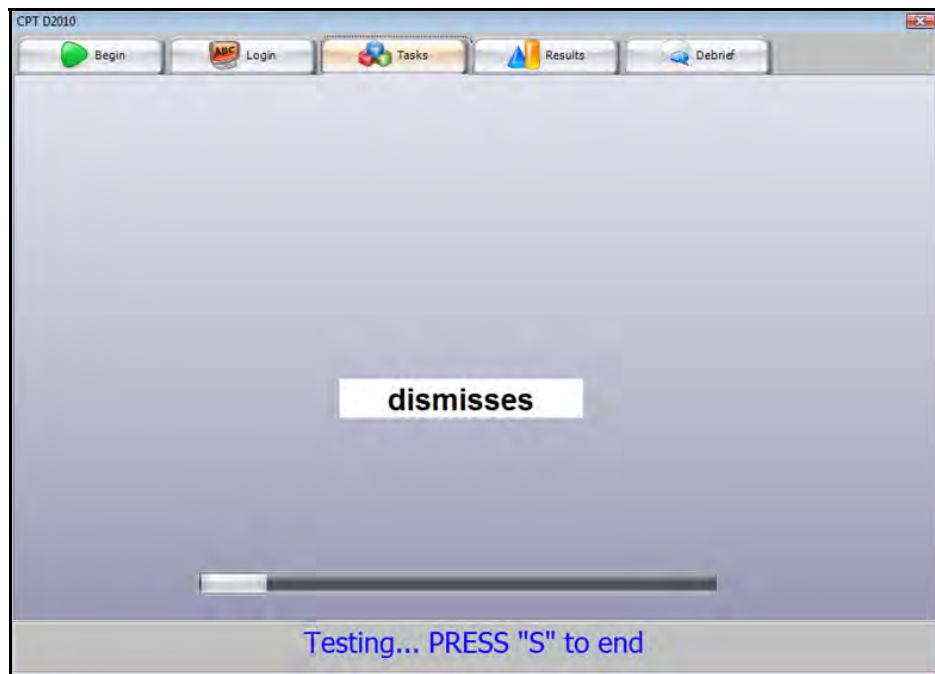 CPT D2010
Begin ABC Login Tasks Results Debrief
dismisses
Testing... PRESS "S" to end